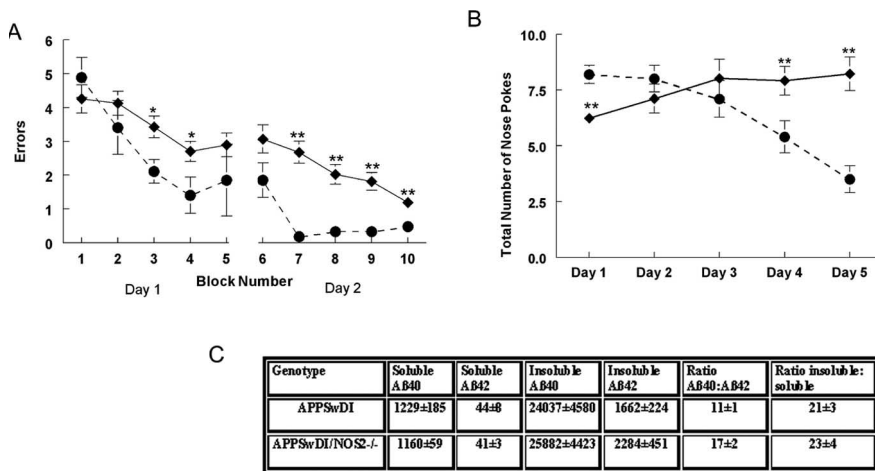 A
Errors
6
5
4
3
2
1
0
*
*
**
**
**
**
1 2 3 4 5 6 7 8 9 10
Day 1 Block Number Day 2
B
Total Number of Nose Pokes
10.0
7.5
5.0
2.5
0.0
**
**
**
Day 1 Day 2 Day 3 Day 4 Day 5
C
Genotype Soluble Aß40 Soluble Aß42 Insoluble Aß40 Insoluble Aß42 Ratio Aß40:Aß42 Ratio insoluble: soluble
APPSwDI 1229±185 44±8 24037±4580 1662±224 11±1 21±3
APPSwDI/NOS2-/- 1160±59 41±3 25882±4423 2284±451 17±2 23±4